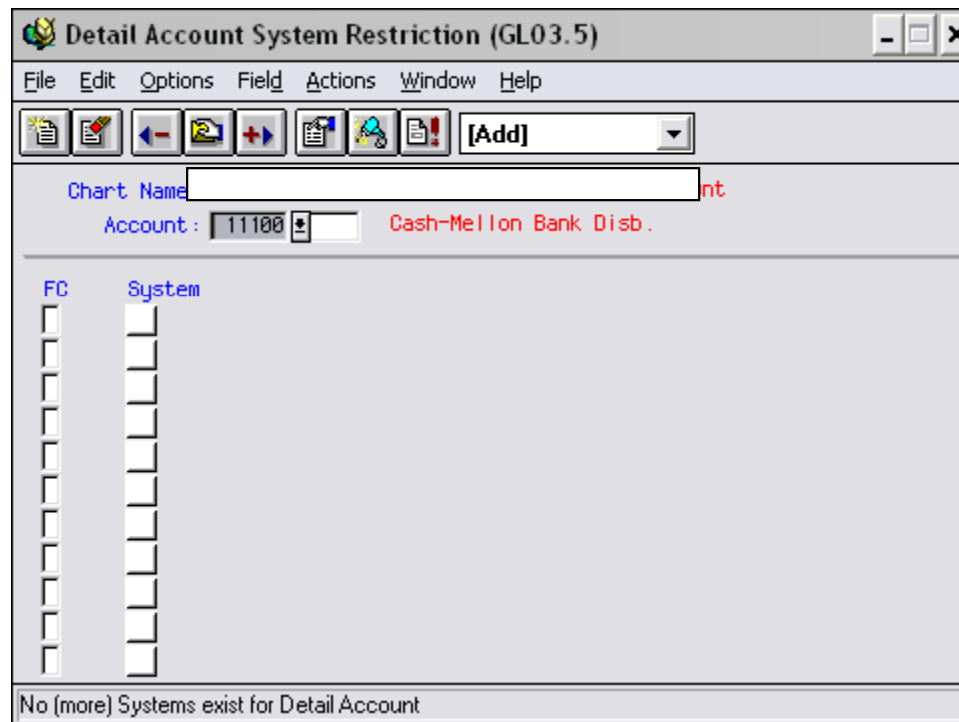 Detail Account System Restriction (GL03.5)
File Edit Options Field Actions Window Help
[Add]
Chart Name nt
Account: 11100 Cash-Mellon Bank Disb.
FC System
No (more) Systems exist for Detail Account